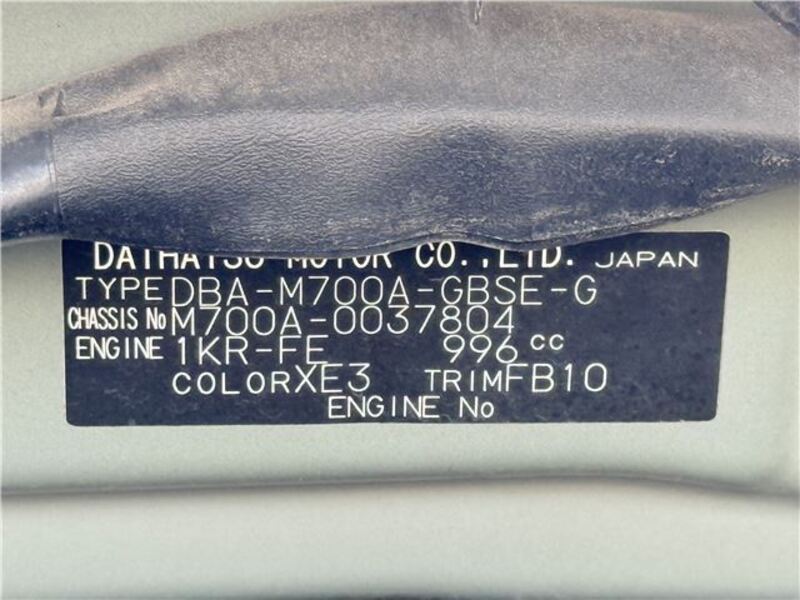 DAIHATSU MOTOR CO.,LTD. JAPAN
TYPE DBA-M700A-GBSE-G
CHASSIS No M700A-0037804
ENGINE 1KR-FE 996 cc
COLOR XE3 TRIM FB10
ENGINE No